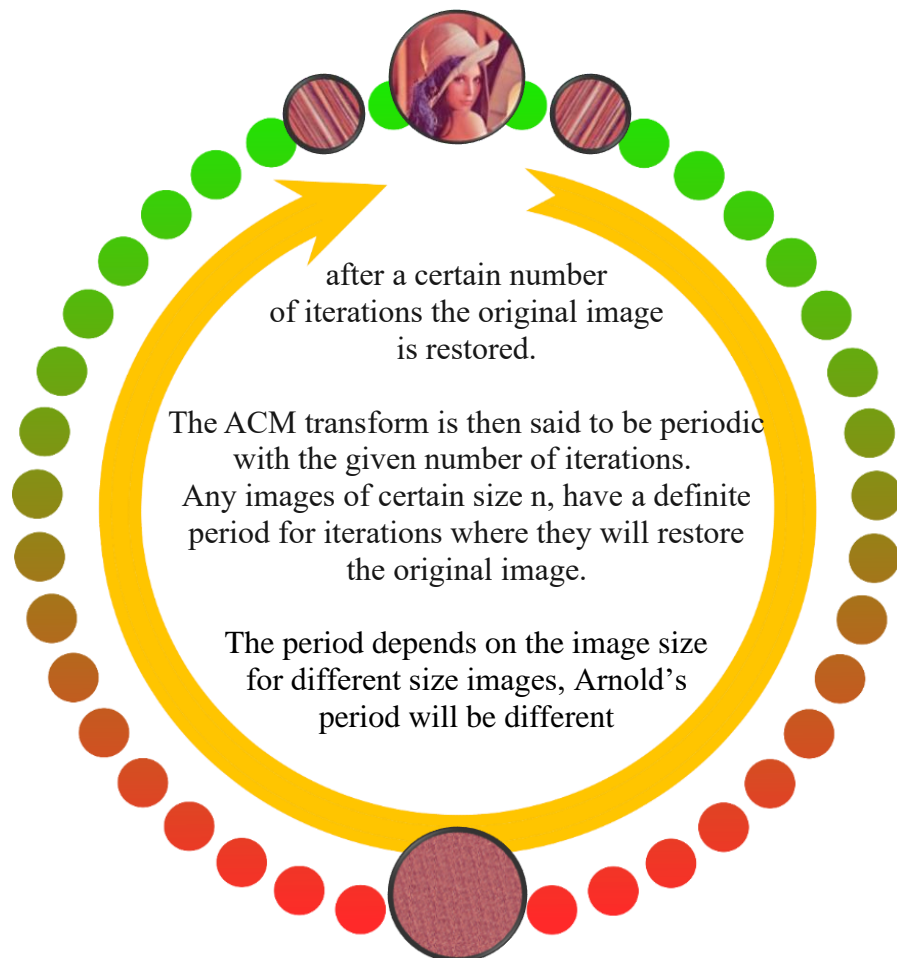 after a certain number
of iterations the original image
is restored.
The ACM transform is then said to be periodic
with the given number of iterations.
Any images of certain size n, have a definite
period for iterations where they will restore
the original image.
The period depends on the image size
for different size images, Arnold’s
period will be different